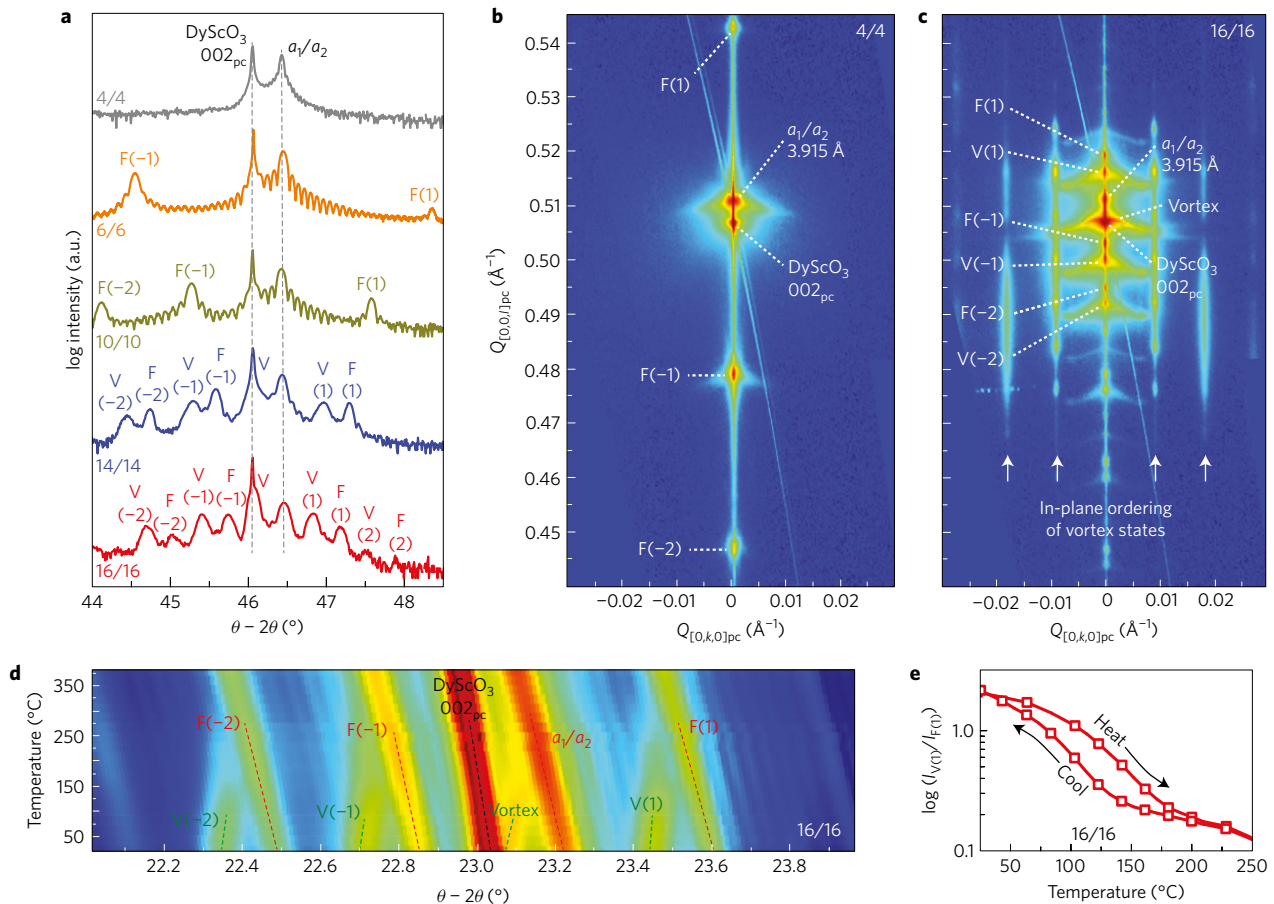 a
DyScO₃
002pc
a₁/a₂
4/4
F(−1)
F(1)
6/6
F(−2)
F(−1)
F(1)
10/10
V
(−2)
F
(−2)
V
(−1)
F
(−1)
V
V
(1)
F
(1)
14/14
V
(−2)
F
(−2)
V
(−1)
F
(−1)
V
V
(1)
F
(1)
V
(2)
F
(2)
16/16
44 45 46 47 48
θ − 2θ (°)
log intensity (a.u.)
b
4/4
F(1)
a₁/a₂
3.915 Å
DyScO₃
002pc
F(−1)
F(−2)
0.54
0.53
0.52
0.51
0.50
0.49
0.48
0.47
0.46
0.45
Q[0,0,l]pc (Å⁻¹)
−0.02 −0.01 0 0.01 0.02
Q[0,k,0]pc (Å⁻¹)
c
16/16
F(1)
V(1)
a₁/a₂
3.915 Å
Vortex
F(−1)
V(−1)
DyScO₃
002pc
F(−2)
V(−2)
In-plane ordering
of vortex states
−0.02 −0.01 0 0.01 0.02
Q[0,k,0]pc (Å⁻¹)
d
350
250
150
50
Temperature (°C)
DyScO₃
002pc
F(−2)
F(−1)
a₁/a₂
F(1)
V(−2)
V(−1)
Vortex
V(1)
16/16
22.2 22.4 22.6 22.8 23.0 23.2 23.4 23.6 23.8
θ − 2θ (°)
e
1.0
0.1
log (I_V(1)/I_F(1))
Heat
Cool
16/16
50 100 150 200 250
Temperature (°C)